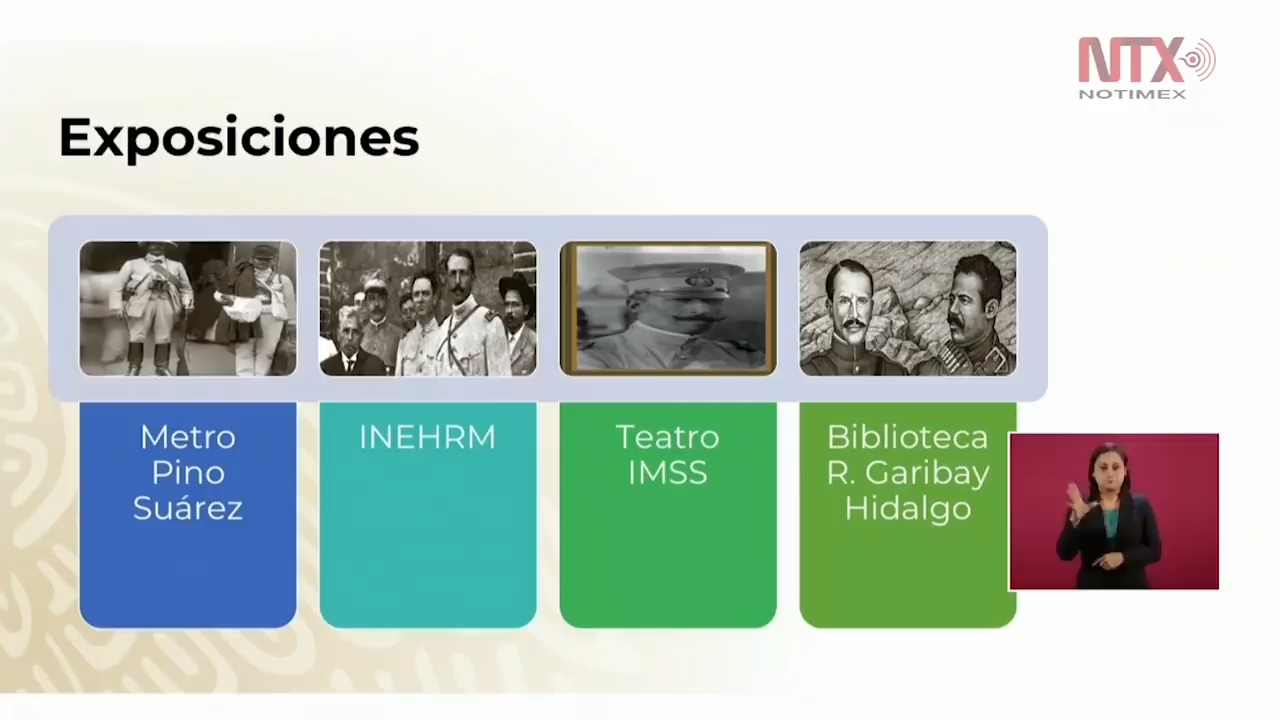 NTX
NOTIMEX
Exposiciones
Metro
Pino
Suárez
INEHRM
Teatro
IMSS
Biblioteca
R. Garibay
Hidalgo